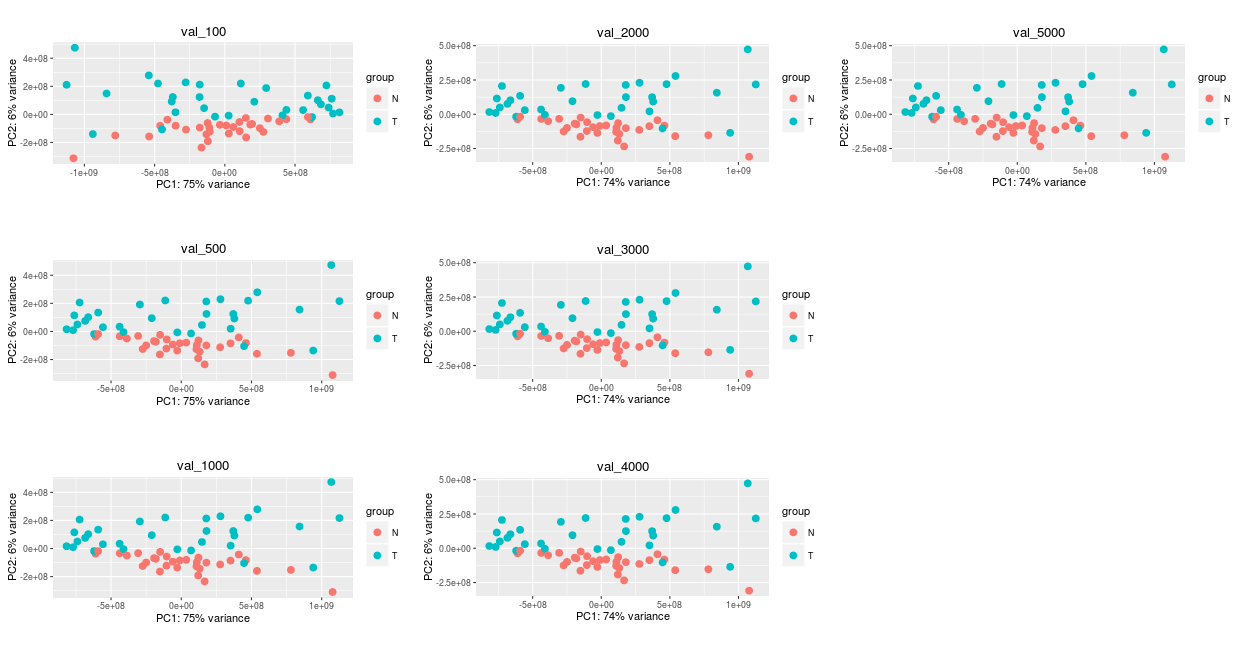 val_100
4e+08
2e+08
0e+00
-2e+08
PC2: 6% variance
-1e+09
-5e+08
0e+00
5e+08
PC1: 75% variance
group
N
T
val_2000
5.0e+08
2.5e+08
0.0e+00
-2.5e+08
PC2: 6% variance
-5e+08
0e+00
5e+08
1e+09
PC1: 74% variance
group
N
T
val_5000
5.0e+08
2.5e+08
0.0e+00
-2.5e+08
PC2: 6% variance
-5e+08
0e+00
5e+08
1e+09
PC1: 74% variance
group
N
T
val_500
4e+08
2e+08
0e+00
-2e+08
PC2: 6% variance
-5e+08
0e+00
5e+08
1e+09
PC1: 75% variance
group
N
T
val_3000
5.0e+08
2.5e+08
0.0e+00
-2.5e+08
PC2: 6% variance
-5e+08
0e+00
5e+08
1e+09
PC1: 74% variance
group
N
T
val_1000
4e+08
2e+08
0e+00
-2e+08
PC2: 6% variance
-5e+08
0e+00
5e+08
1e+09
PC1: 75% variance
group
N
T
val_4000
5.0e+08
2.5e+08
0.0e+00
-2.5e+08
PC2: 6% variance
-5e+08
0e+00
5e+08
1e+09
PC1: 74% variance
group
N
T